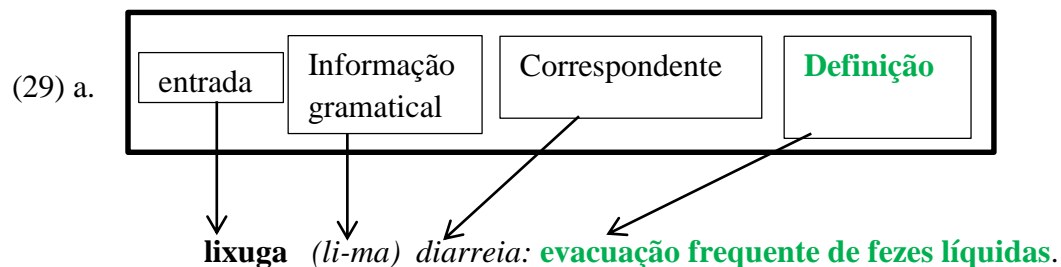 (29) a.
entrada
Informação
gramatical
Correspondente
Definição
lixuga (li-ma) diarreia: evacuação frequente de fezes líquidas.